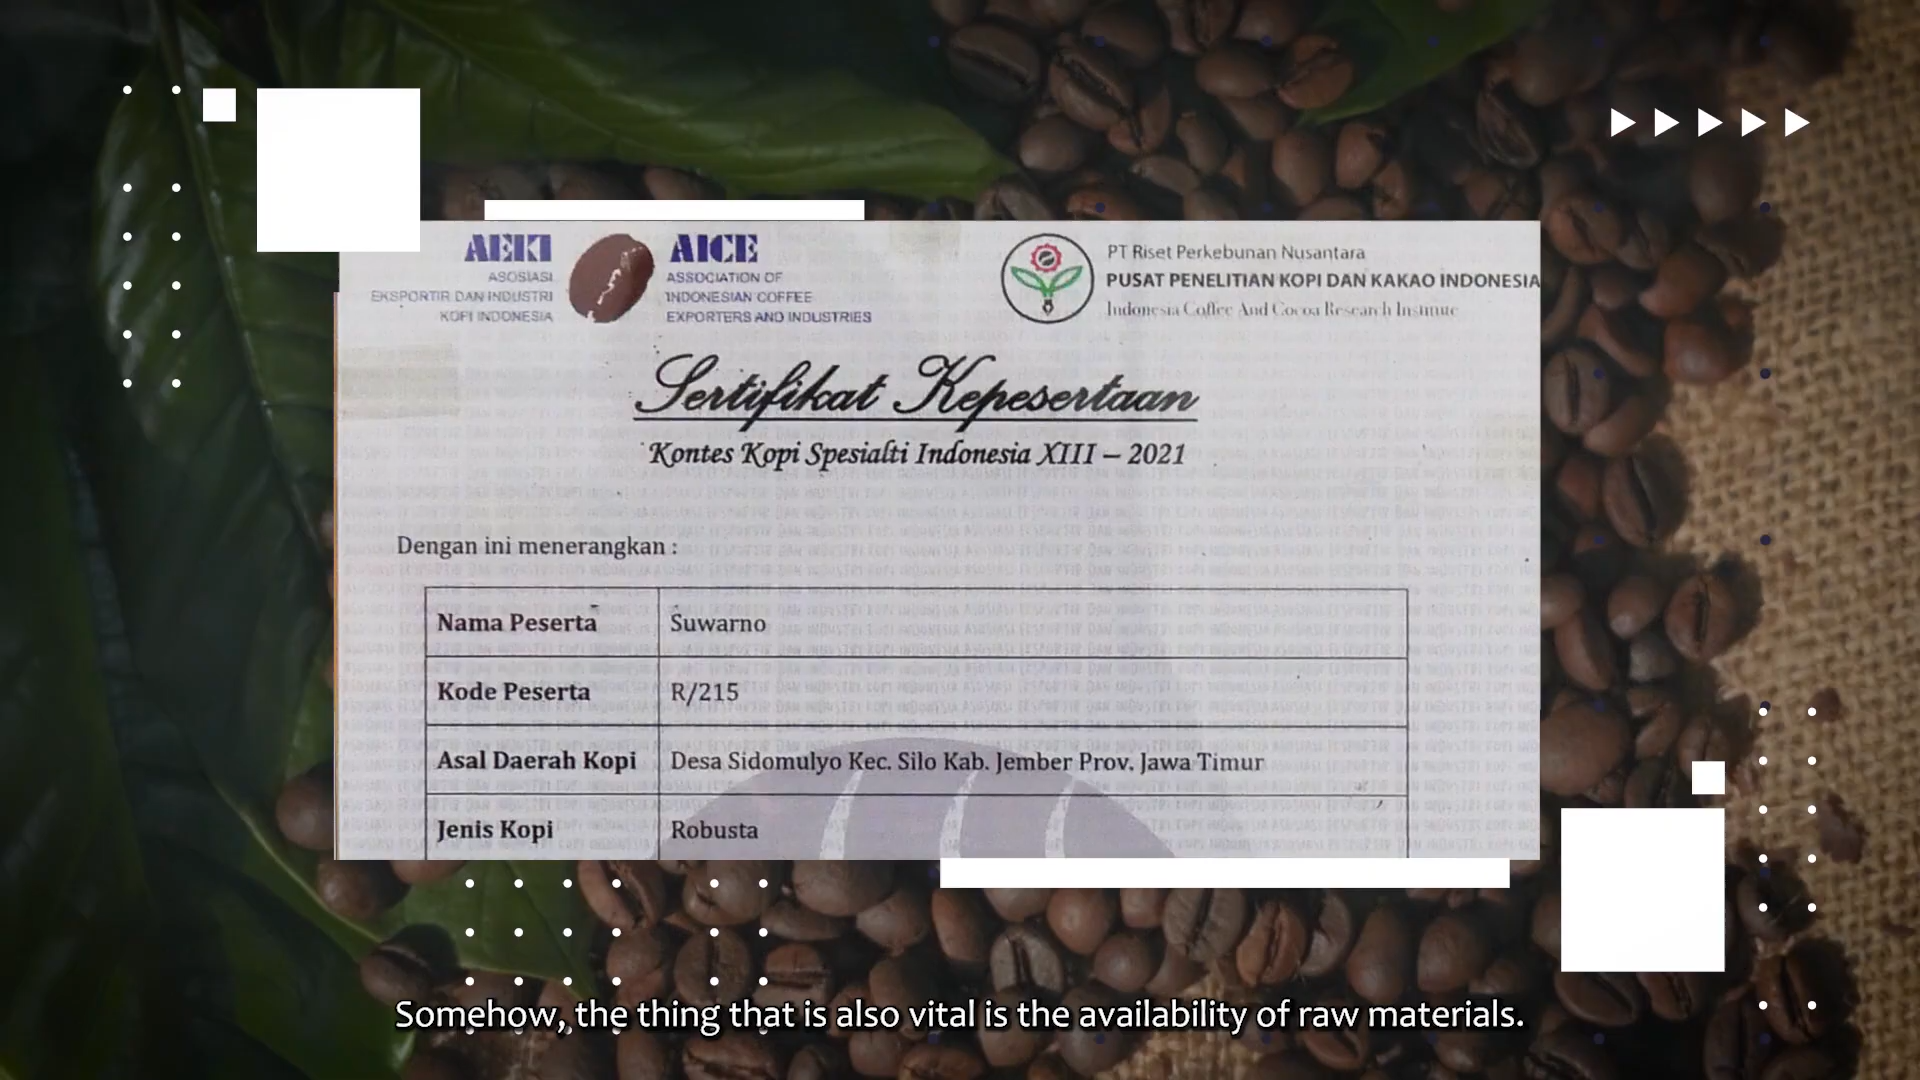 AEKI
ASOSIASI
EKSPORTIR DAN INDUSTRI
KOPI INDONESIA
AICE
ASSOCIATION OF
INDONESIAN COFFEE
EXPORTERS AND INDUSTRIES
PT Riset Perkebunan Nusantara
PUSAT PENELITIAN KOPI DAN KAKAO INDONESIA
Indonesia Coffee And Cocoa Research Institute
Sertifikat Kepesertaan
Kontes Kopi Spesialti Indonesia XIII – 2021
Dengan ini menerangkan :
Nama Peserta Suwarno
Kode Peserta R/215
Asal Daerah Kopi Desa Sidomulyo Kec. Silo Kab. Jember Prov. Jawa Timur
Jenis Kopi Robusta
Somehow, the thing that is also vital is the availability of raw materials.